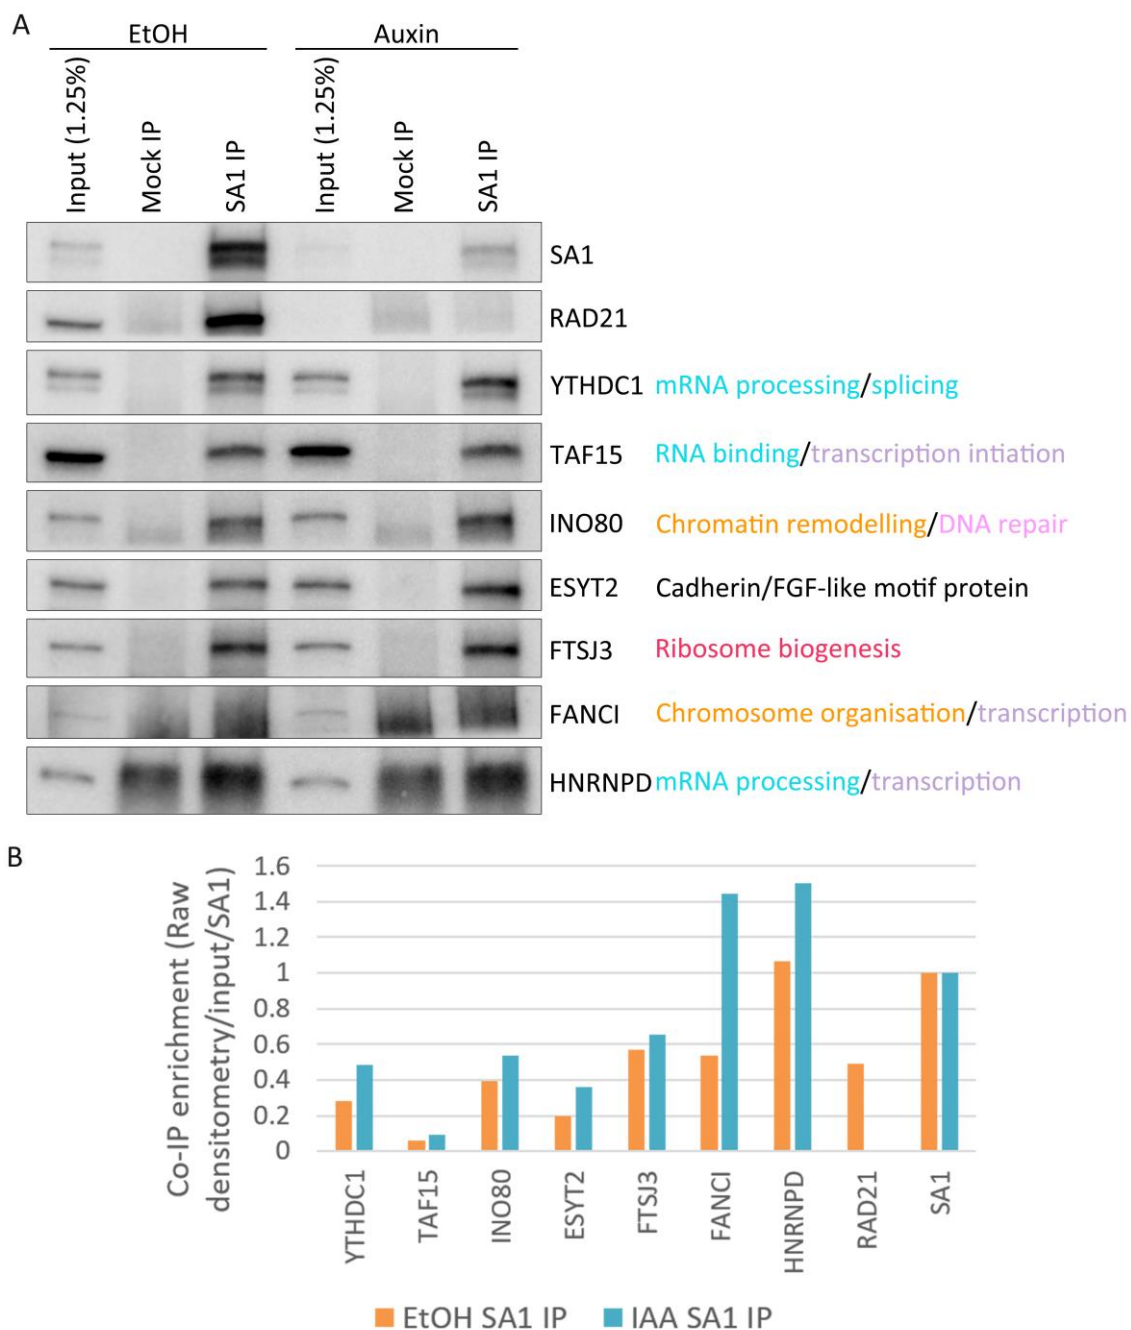 A
EtOH Auxin
Input (1.25%) Mock IP SA1 IP Input (1.25%) Mock IP SA1 IP
SA1
RAD21
YTHDC1 mRNA processing/splicing
TAF15 RNA binding/transcription intiation
INO80 Chromatin remodelling/DNA repair
ESYT2 Cadherin/FGF-like motif protein
FTSJ3 Ribosome biogenesis
FANCI Chromosome organisation/transcription
HNRNPD mRNA processing/transcription
B
Co-IP enrichment (Raw
densitometry/input/SA1)
1.6
1.4
1.2
1
0.8
0.6
0.4
0.2
0
YTHDC1 TAF15 INO80 ESYT2 FTSJ3 FANCI HNRNPD RAD21 SA1
EtOH SA1 IP IAA SA1 IP